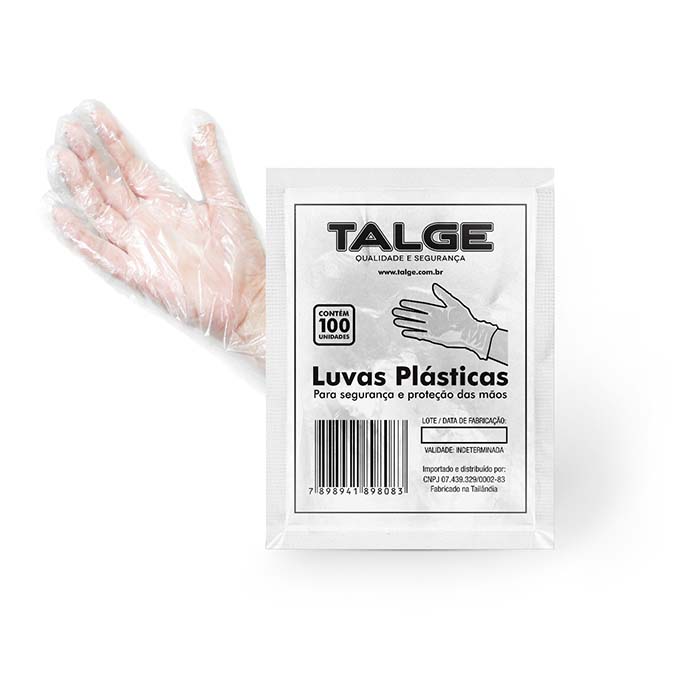 TALGE
QUALIDADE E SEGURANÇA
www.talge.com.br
CONTÉM
100
UNIDADES
Luvas Plásticas
Para segurança e proteção das mãos
LOTE / DATA DE FABRICAÇÃO:
VALIDADE: INDETERMINADA
Importado e distribuído por:
CNPJ 07.439.329/0002-83
Fabricado na Tailândia
7 898941 898083